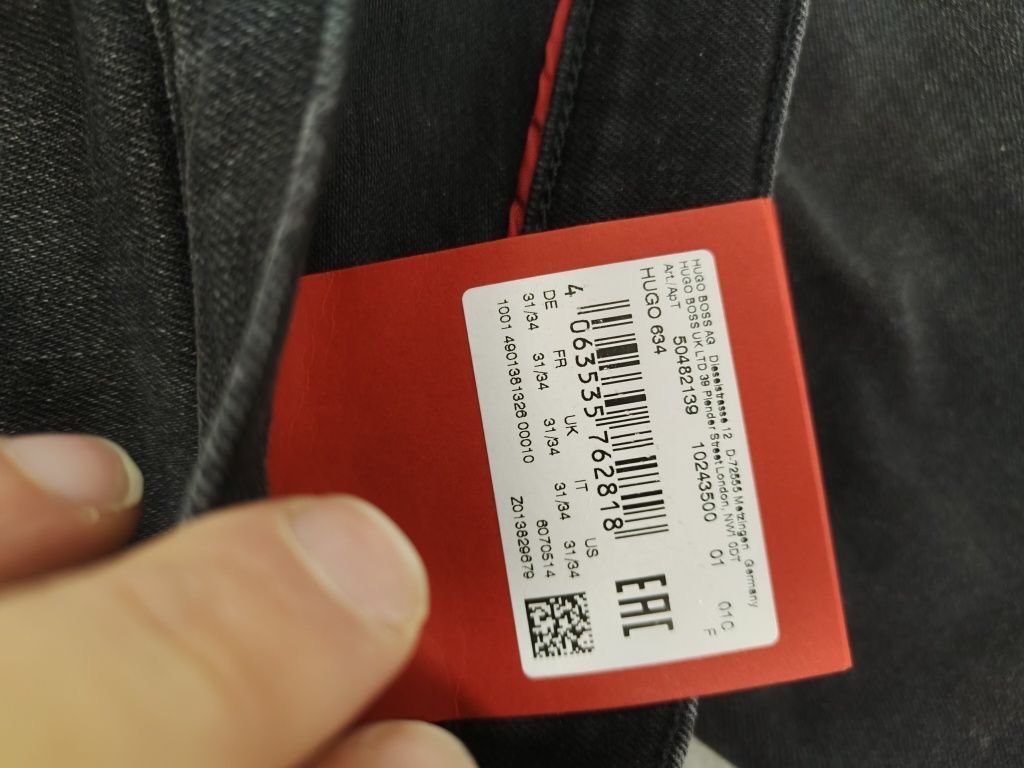 HUGO BOSS AG, Dieselstrasse 12, D-72555 Metzingen, Germany
HUGO BOSS UK LTD 39 Plender Street London, NW1 0DT
Art./Арт 50482139 10243500 01 01C
HUGO 634 F
4 063535 762818
EAC
DE FR UK IT US
31/34 31/34 31/34 31/34 31/34
1001 4901381326 00010 6070514
Z013829679